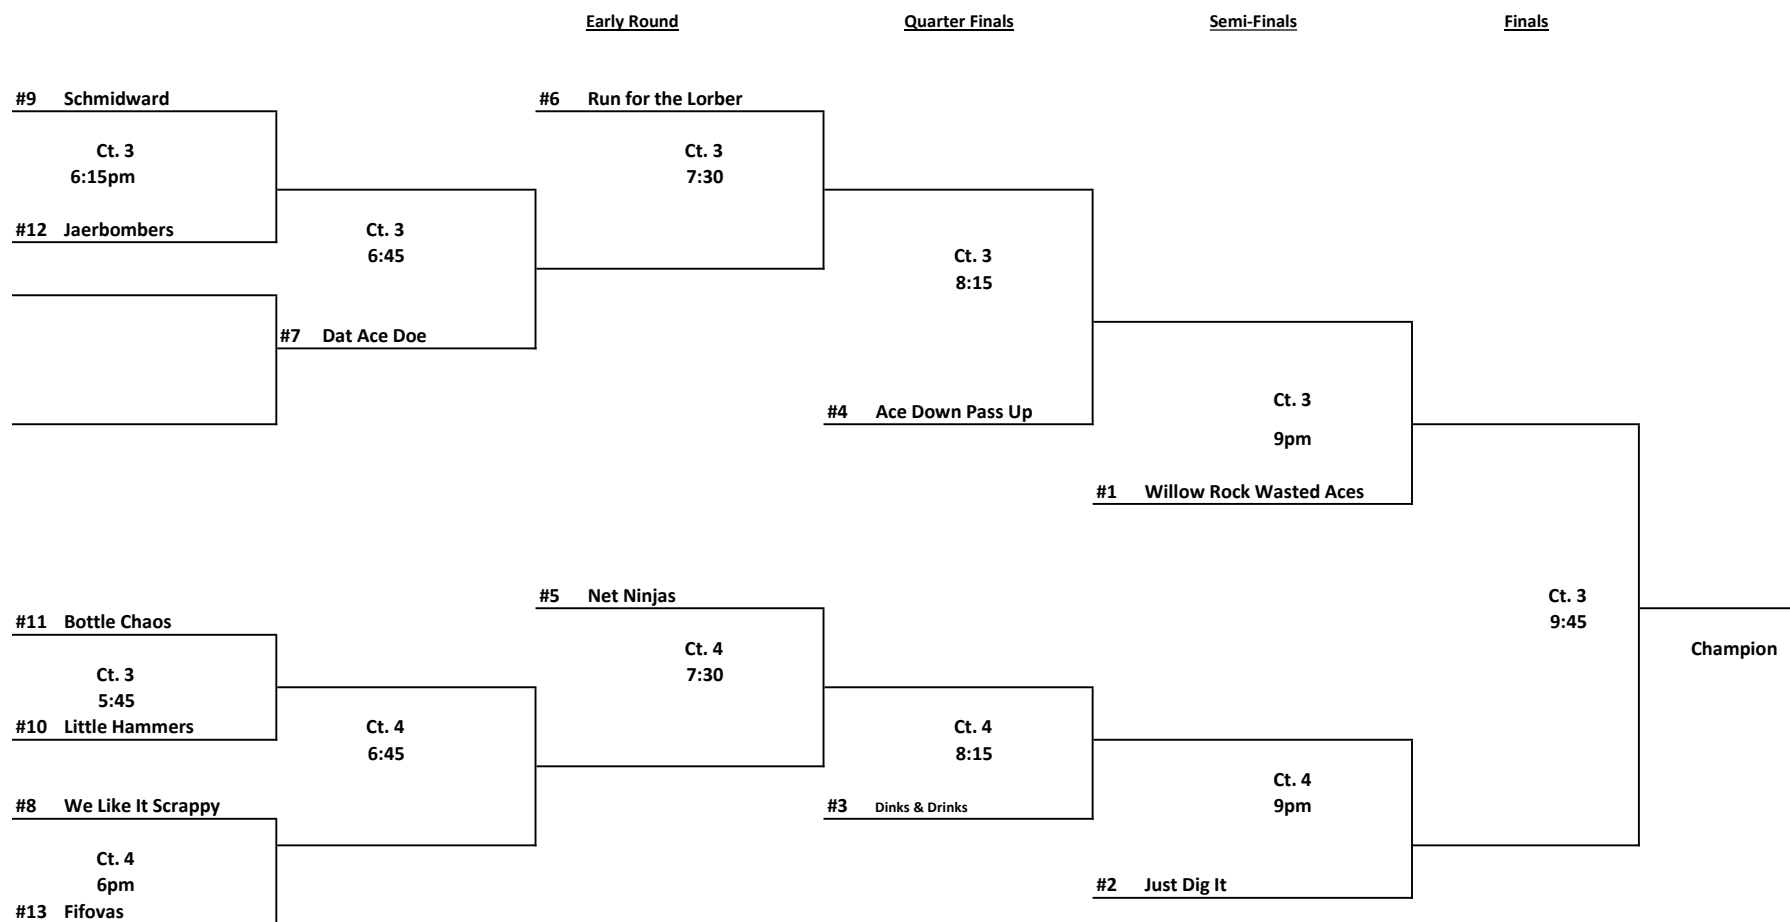 Early Round Quarter Finals Semi-Finals Finals
#9 Schmidward #6 Run for the Lorber
Ct. 3 Ct. 3
6:15pm 7:30
#12 Jaerbombers Ct. 3
6:45 Ct. 3
8:15
#7 Dat Ace Doe
#4 Ace Down Pass Up Ct. 3
9pm
#1 Willow Rock Wasted Aces
#5 Net Ninjas Ct. 3
#11 Bottle Chaos 9:45
Ct. 4 Champion
Ct. 3 7:30
5:45
#10 Little Hammers Ct. 4 Ct. 4
6:45 8:15
Ct. 4
#8 We Like It Scrappy #3 Dinks & Drinks 9pm
Ct. 4
6pm #2 Just Dig It
#13 Fifovas